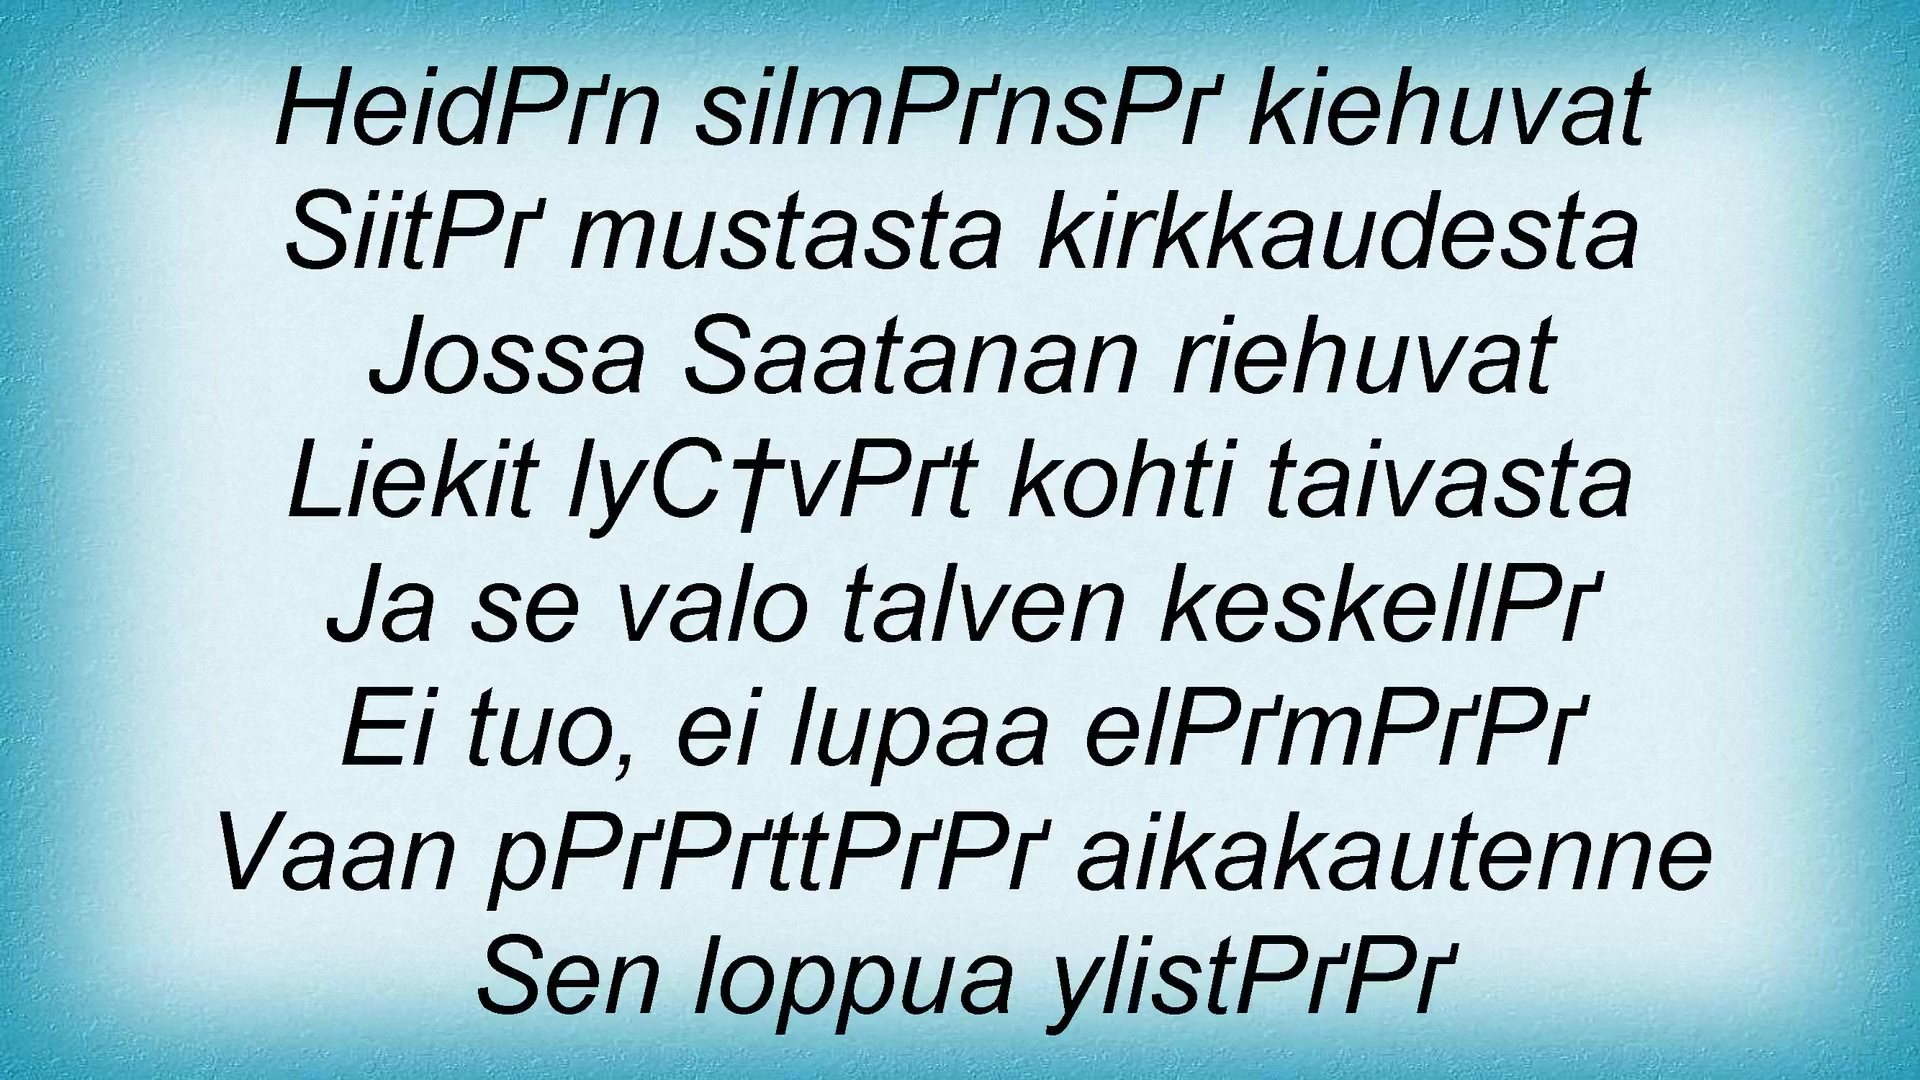 HeidPґn silmPґnsPґ kiehuvat
SiitPґ mustasta kirkkaudesta
Jossa Saatanan riehuvat
Liekit lyC†vPґt kohti taivasta
Ja se valo talven keskellPґ
Ei tuo, ei lupaa elPґmPґPґ
Vaan pPґPґttPґPґ aikakautenne
Sen loppua ylistPґPґ